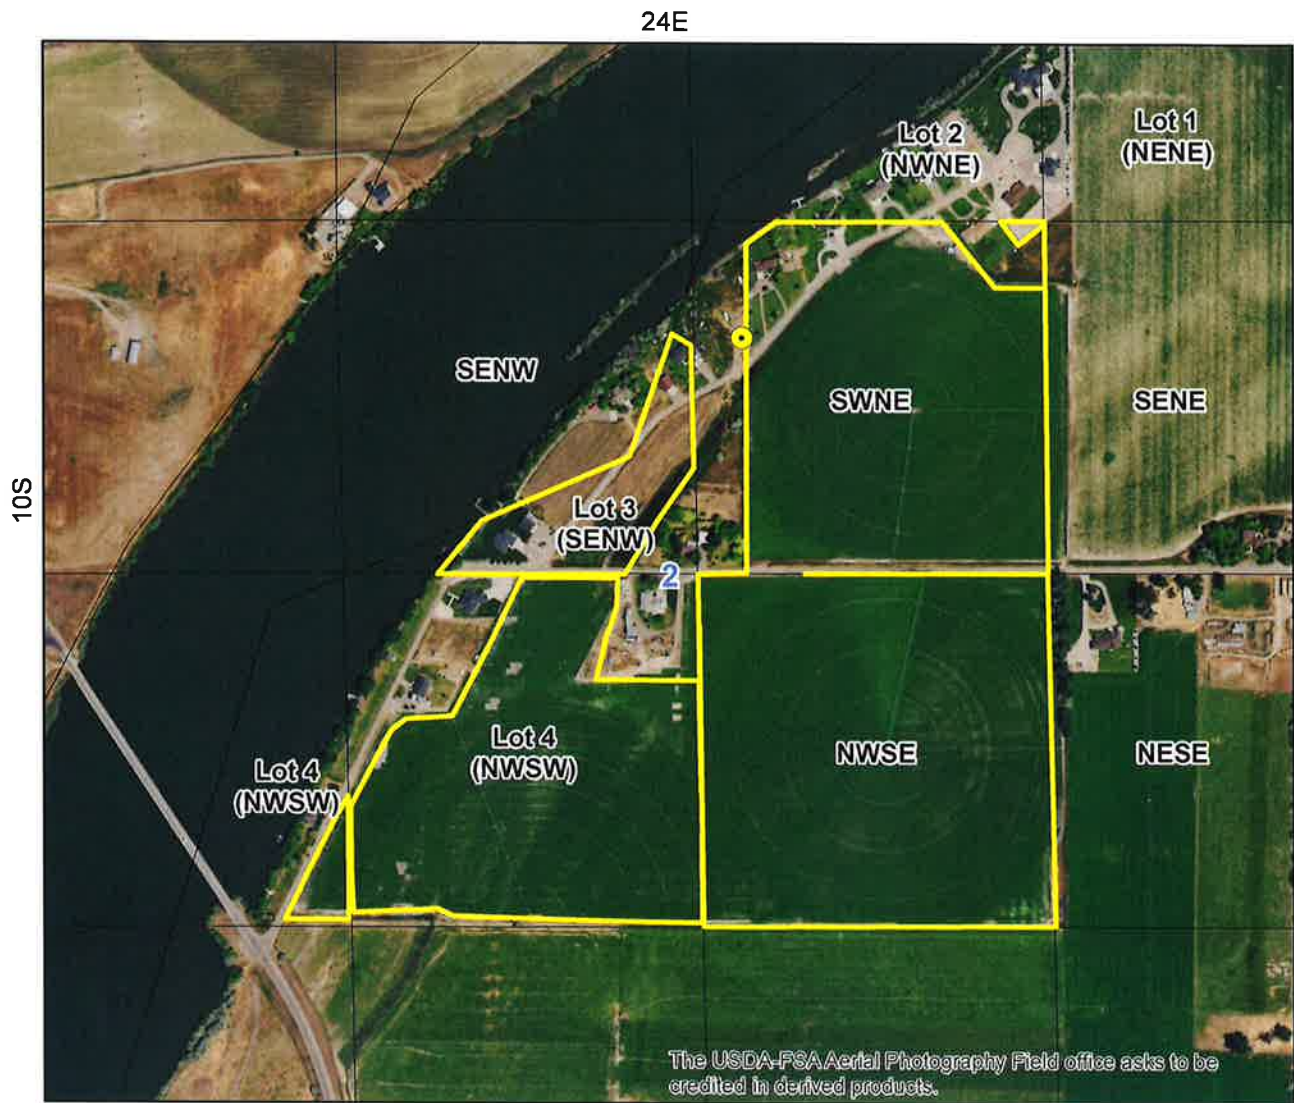 24E
Lot 2
(NWNE)
Lot 1
(NENE)
SENW
SWNE
SENE
10S
Lot 3
(SENW)
2
Lot 4
(NWSW)
Lot 4
(NWSW)
NWSE
NESE
The USDA-FSA Aerial Photography Field office asks to be
credited in derived products.